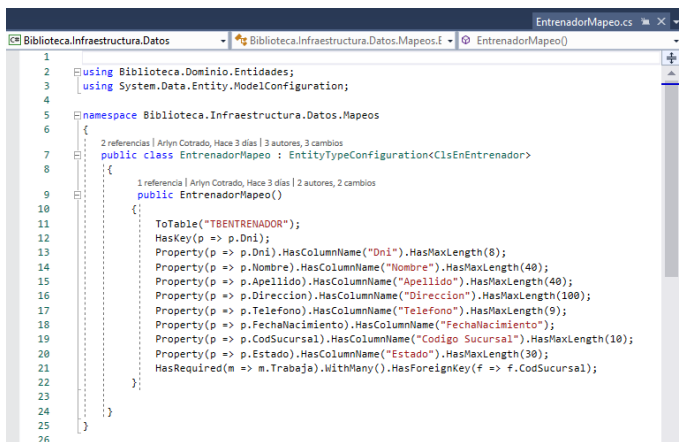 EntrenadorMapeo.cs
Biblioteca.Infraestructura.Datos Biblioteca.Infraestructura.Datos.Mapeos.E EntrenadorMapeo()
1
2 using Biblioteca.Dominio.Entidades;
3 using System.Data.Entity.ModelConfiguration;
4
5 namespace Biblioteca.Infraestructura.Datos.Mapeos
6 {
2 referencias | Arlyn Cotrado, Hace 3 días | 3 autores, 3 cambios
7 public class EntrenadorMapeo : EntityTypeConfiguration<ClsEnEntrenador>
8 {
1 referencia | Arlyn Cotrado, Hace 3 días | 2 autores, 2 cambios
9 public EntrenadorMapeo()
10 {
11 ToTable("TBENTRENADOR");
12 HasKey(p => p.Dni);
13 Property(p => p.Dni).HasColumnName("Dni").HasMaxLength(8);
14 Property(p => p.Nombre).HasColumnName("Nombre").HasMaxLength(40);
15 Property(p => p.Apellido).HasColumnName("Apellido").HasMaxLength(40);
16 Property(p => p.Direccion).HasColumnName("Direccion").HasMaxLength(100);
17 Property(p => p.Telefono).HasColumnName("Telefono").HasMaxLength(9);
18 Property(p => p.FechaNacimiento).HasColumnName("FechaNacimiento");
19 Property(p => p.CodSucursal).HasColumnName("Codigo Sucursal").HasMaxLength(10);
20 Property(p => p.Estado).HasColumnName("Estado").HasMaxLength(30);
21 HasRequired(m => m.Trabaja).WithMany().HasForeignKey(f => f.CodSucursal);
22 }
23
24 }
25 }
26